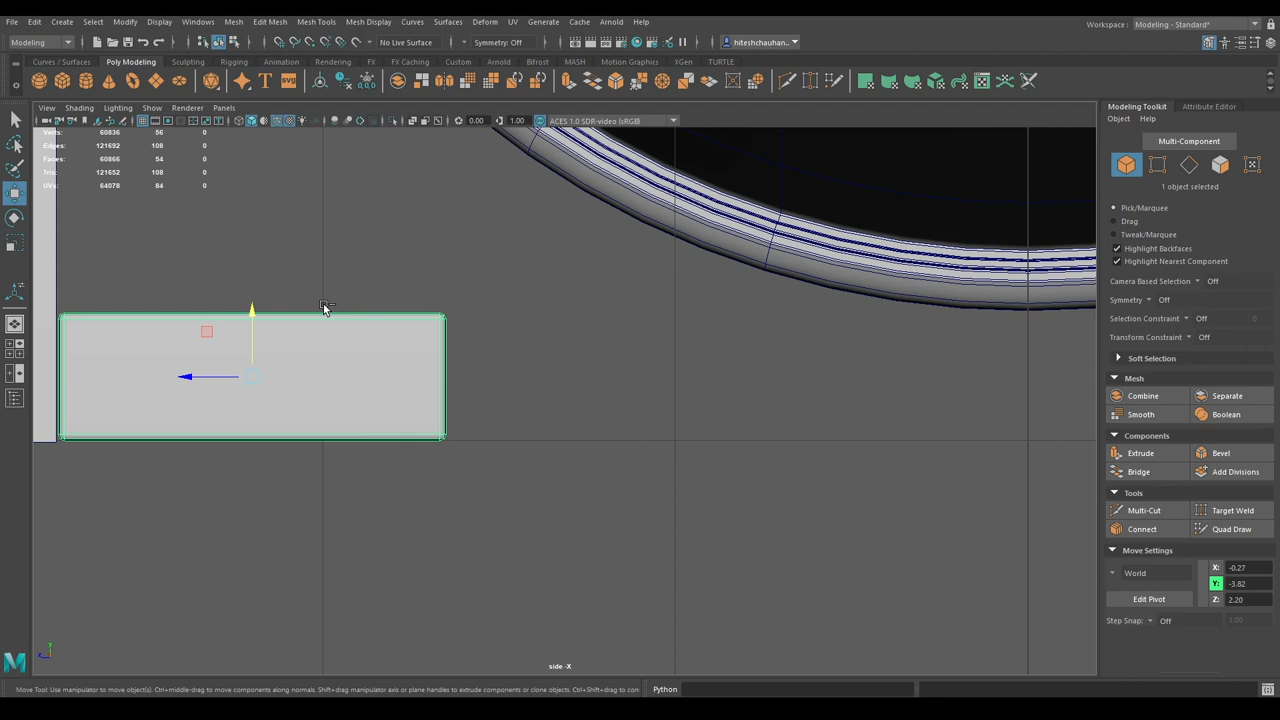 File Edit Create Select Modify Display Windows Mesh Edit Mesh Mesh Tools Mesh Display Curves Surfaces Deform UV Generate Cache Arnold Help
Workspace : Modeling - Standard*
Modeling No Live Surface Symmetry: Off hiteshchauhan..
Curves / Surfaces Poly Modeling Sculpting Rigging Animation Rendering FX FX Caching Custom Arnold Bifrost MASH Motion Graphics XGen TURTLE
View Shading Lighting Show Renderer Panels
0.00 1.00 ACES 1.0 SDR-video (sRGB)
Verts: 60836 56 0
Edges: 121692 108 0
Faces: 60866 54 0
Tris: 121652 108 0
UVs: 64078 84 0
side -X
Modeling Toolkit Attribute Editor
Object Help
Multi-Component
1 object selected
Pick/Marquee
Drag
Tweak/Marquee
Highlight Backfaces
Highlight Nearest Component
Camera Based Selection Off
Symmetry Off
Selection Constraint Off 0
Transform Constraint Off
Soft Selection
Mesh
Combine Separate
Smooth Boolean
Components
Extrude Bevel
Bridge Add Divisions
Tools
Multi-Cut Target Weld
Connect Quad Draw
Move Settings
World X: -0.27
Y: -3.82
Edit Pivot Z: 2.20
Step Snap: Off 1.00
Move Tool: Use manipulator to move object(s). Ctrl+middle-drag to move components along normals. Shift+drag manipulator axis or plane handles to extrude components or clone objects. Ctrl+Shift+drag to con
Python